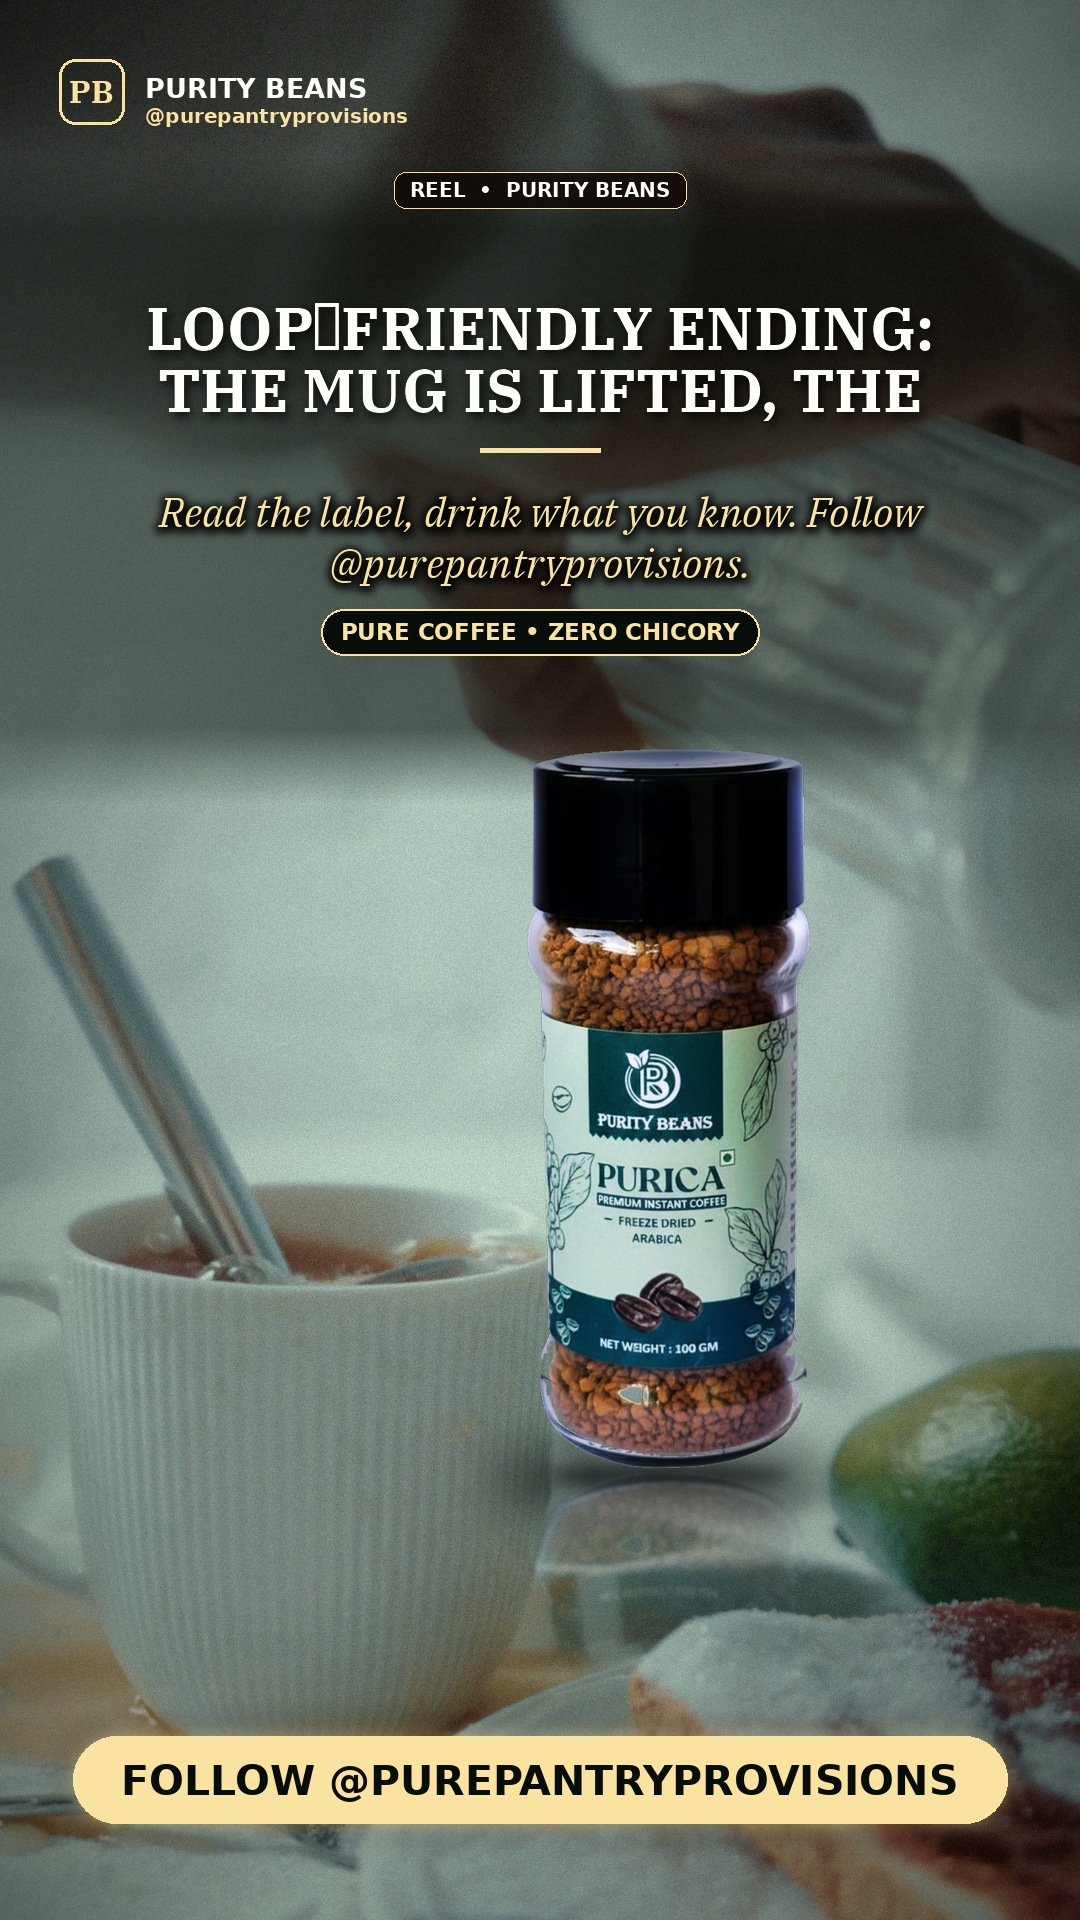 PB
PURITY BEANS
@purepantryprovisions
REEL • PURITY BEANS
LOOP▯FRIENDLY ENDING:
THE MUG IS LIFTED, THE
Read the label, drink what you know. Follow
@purepantryprovisions.
PURE COFFEE • ZERO CHICORY
PURITY BEANS
PURICA
PREMIUM INSTANT COFFEE
FREEZE DRIED
ARABICA
NET WEIGHT : 100 GM
FOLLOW @PUREPANTRYPROVISIONS